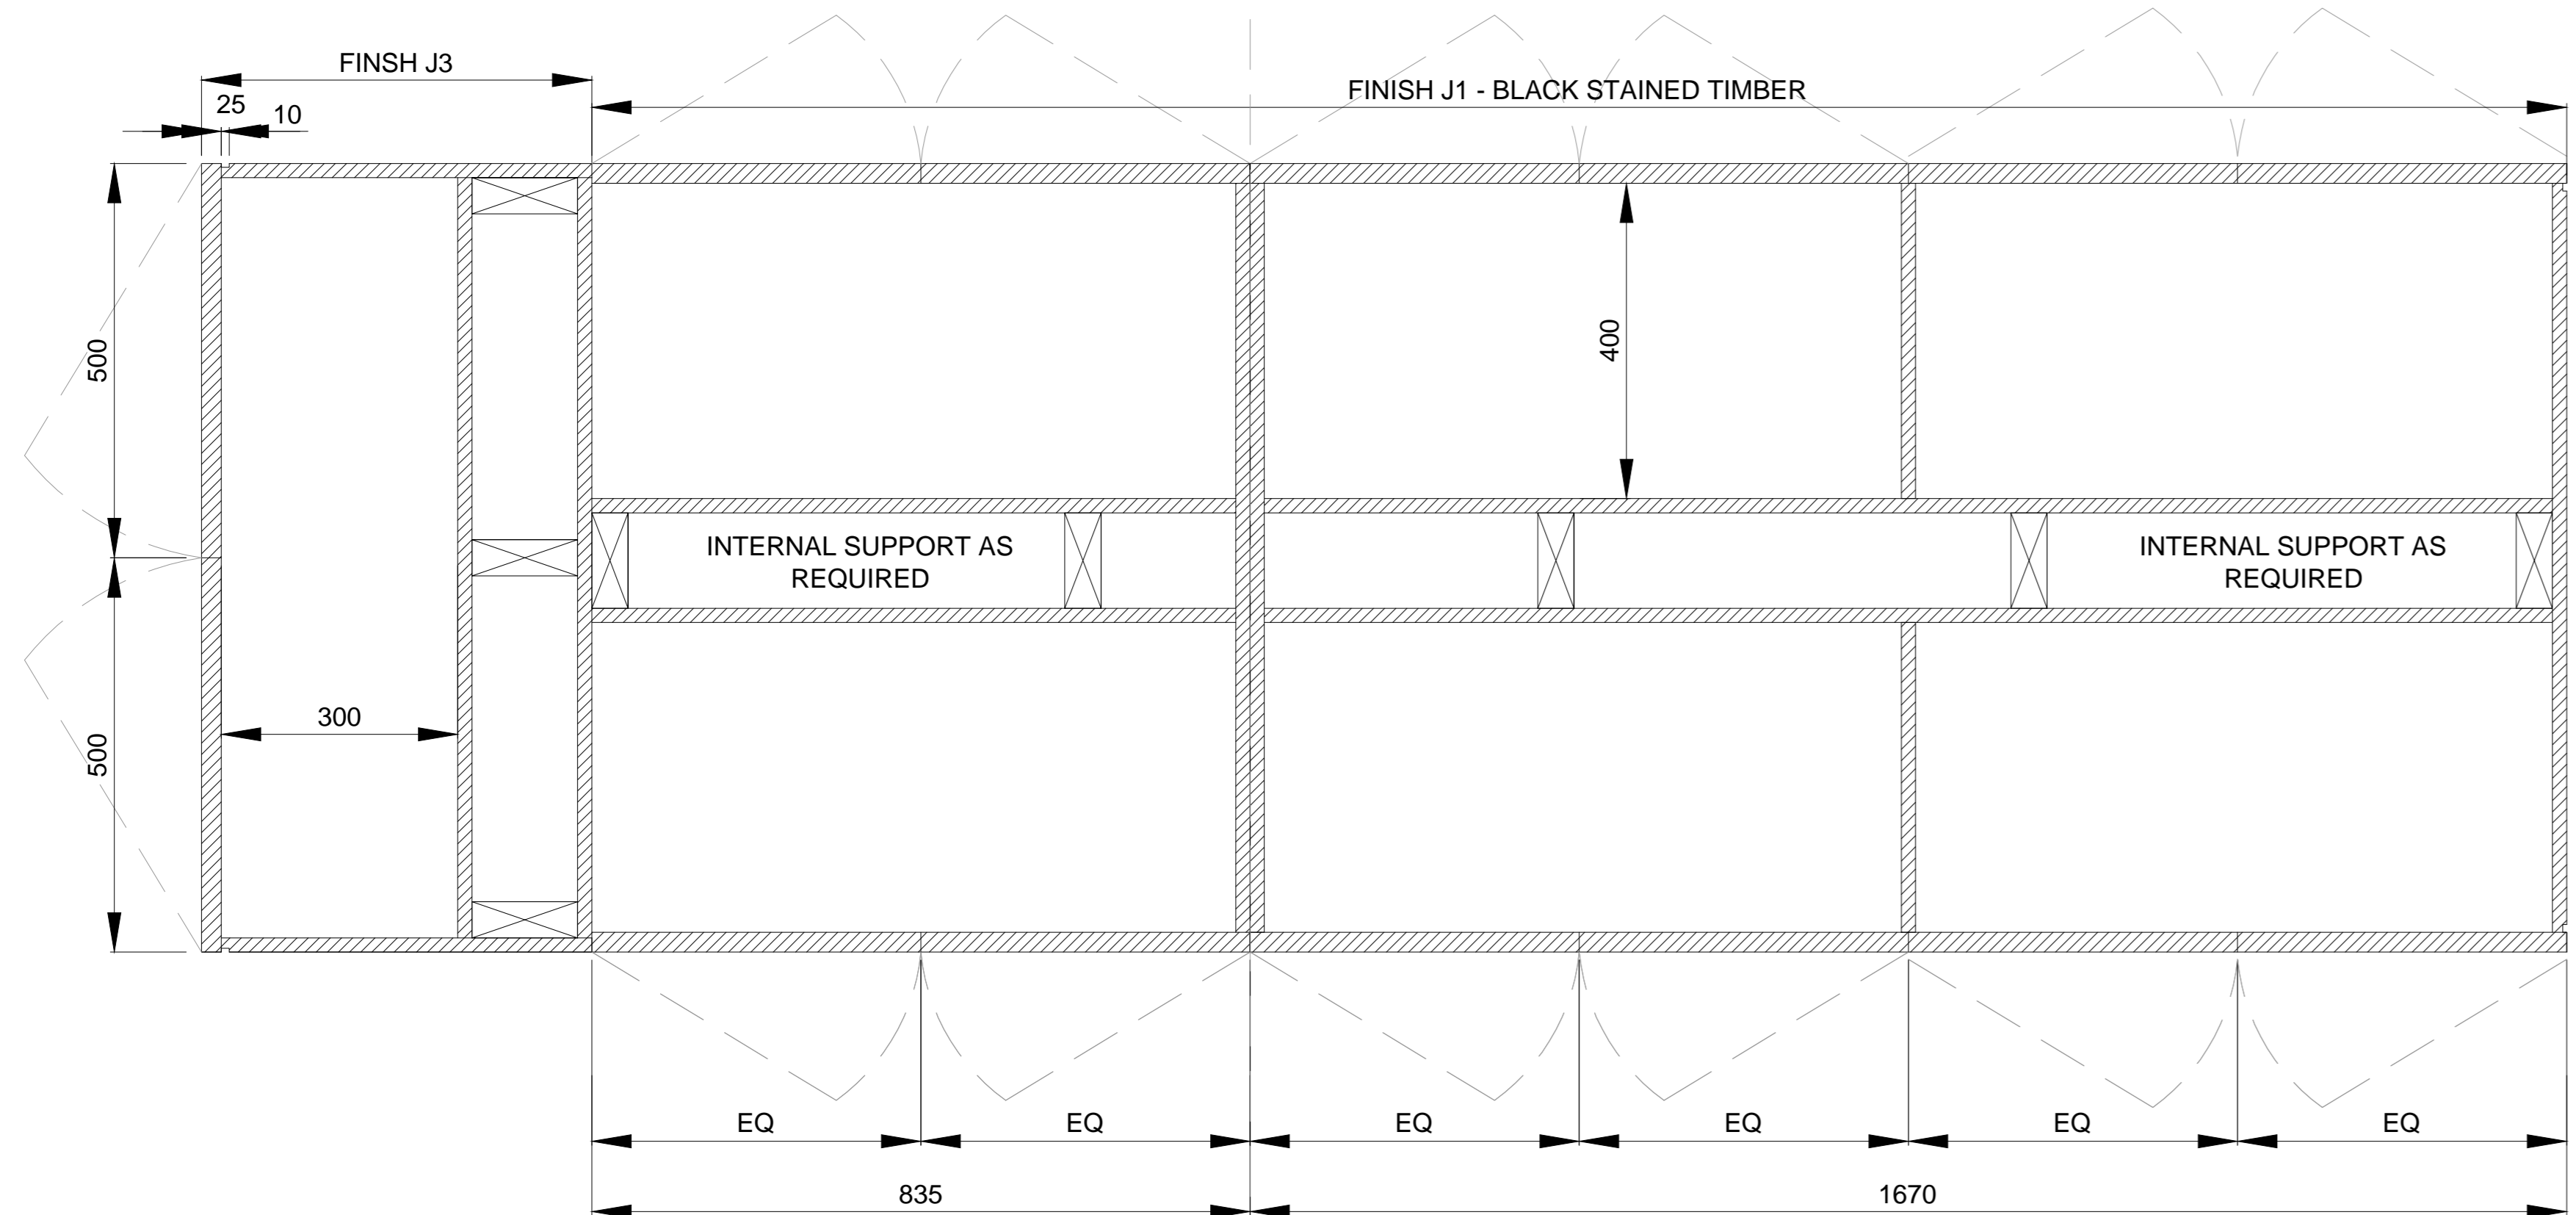 FINSH J3
FINISH J1 - BLACK STAINED TIMBER
25
10
500
400
INTERNAL SUPPORT AS
REQUIRED
INTERNAL SUPPORT AS
REQUIRED
300
500
EQ
EQ
EQ
EQ
EQ
EQ
835
1670